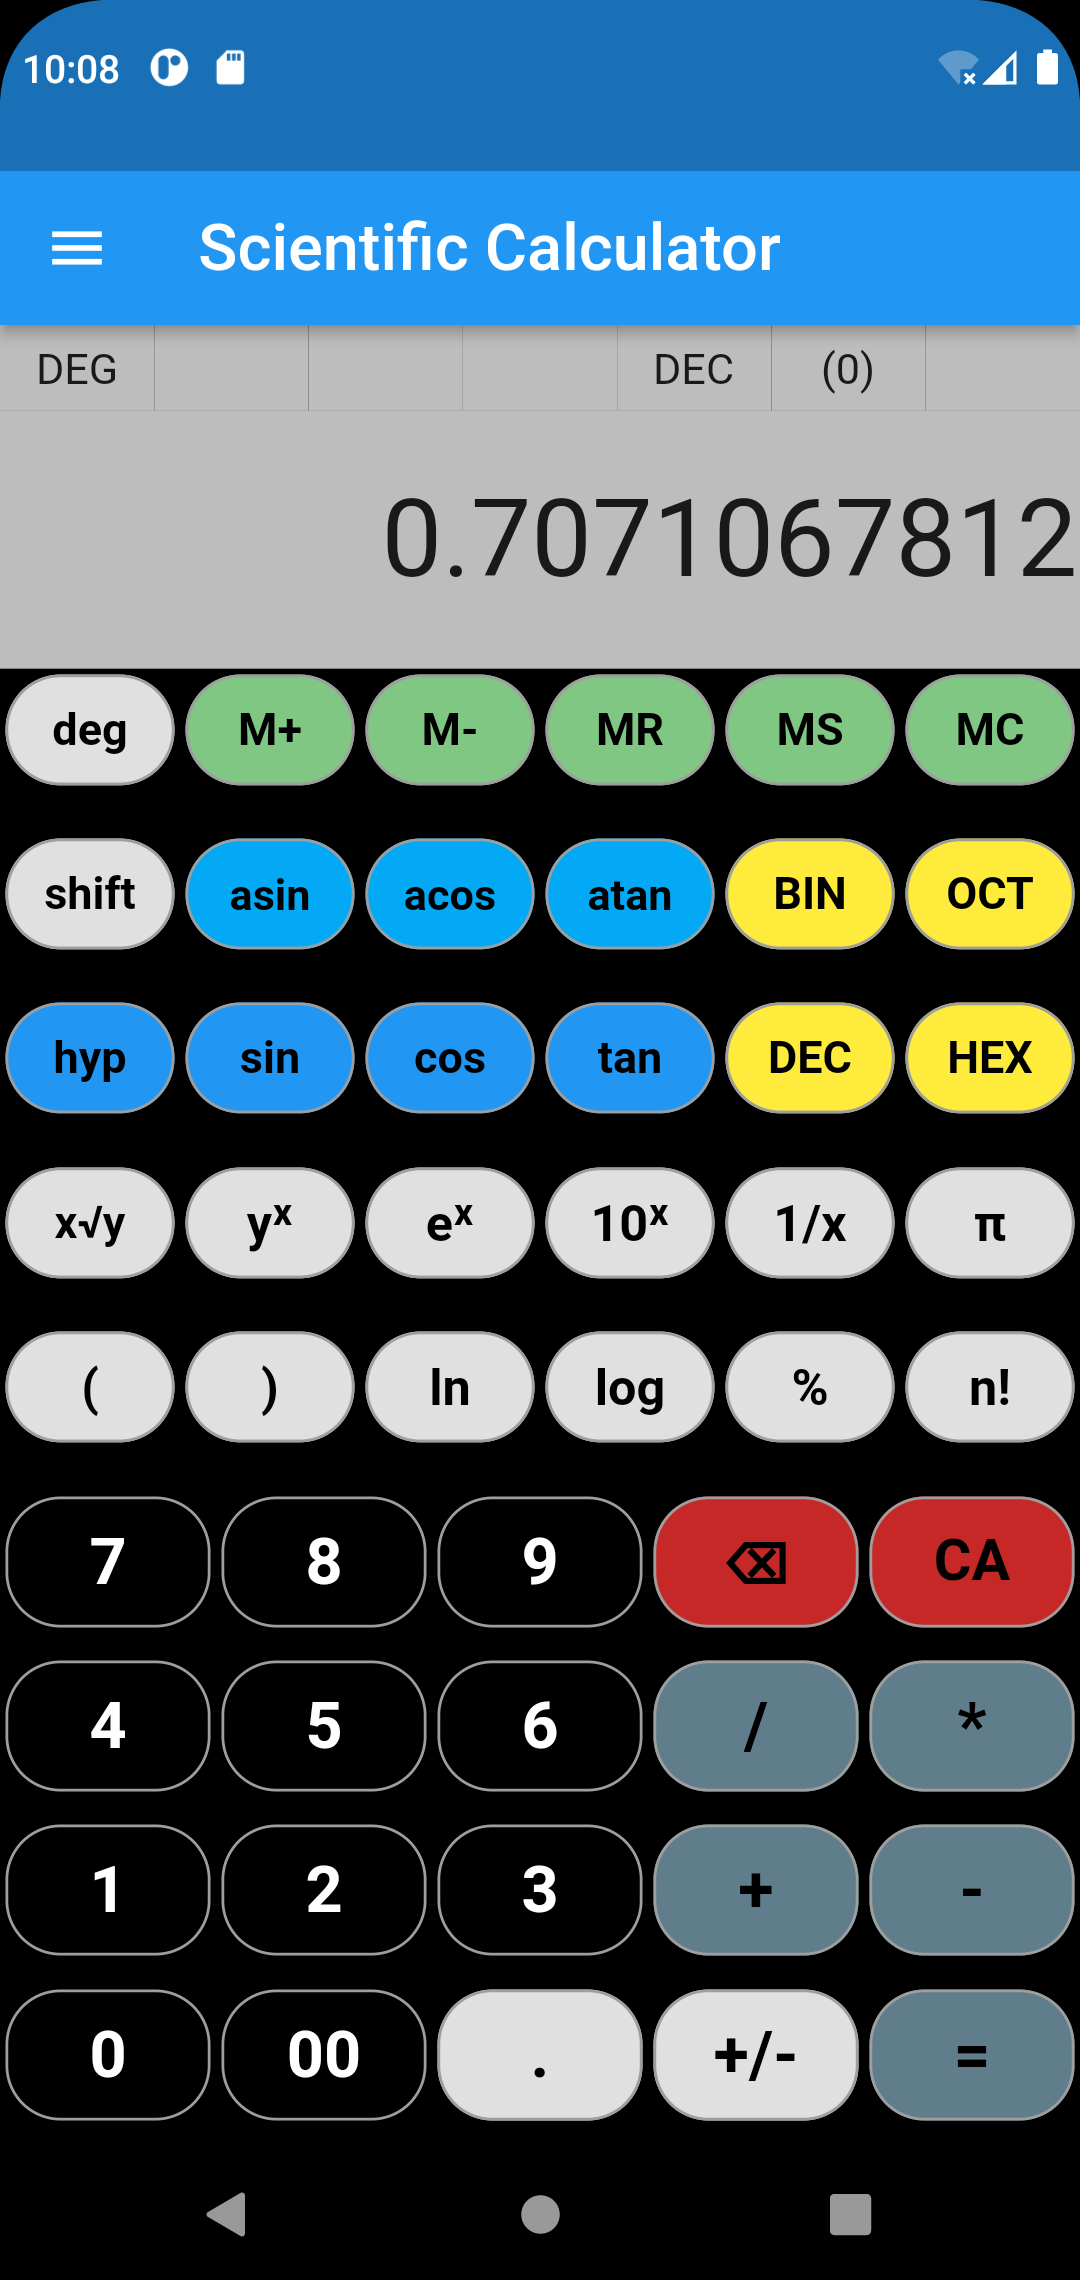 10:08
Scientific Calculator
DEG DEC (0)
0.7071067812
deg M+ M- MR MS MC
shift asin acos atan BIN OCT
hyp sin cos tan DEC HEX
x√y yˣ eˣ 10ˣ 1/x π
( ) ln log % n!
7 8 9 CA
4 5 6 / *
1 2 3 + -
0 00 . +/- =